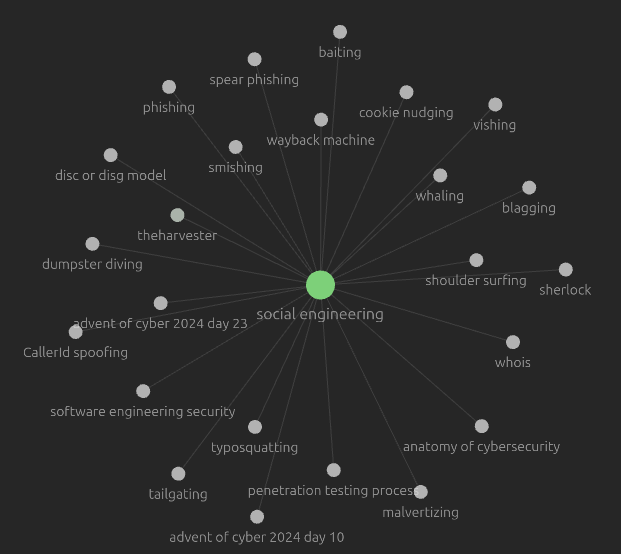 baiting
spear phishing
phishing
cookie nudging
vishing
wayback machine
smishing
disc or disg model
whaling
blagging
theharvester
dumpster diving
shoulder surfing
sherlock
social engineering
advent of cyber 2024 day 23
CallerId spoofing
whois
software engineering security
typosquatting
anatomy of cybersecurity
tailgating
penetration testing process
malvertizing
advent of cyber 2024 day 10